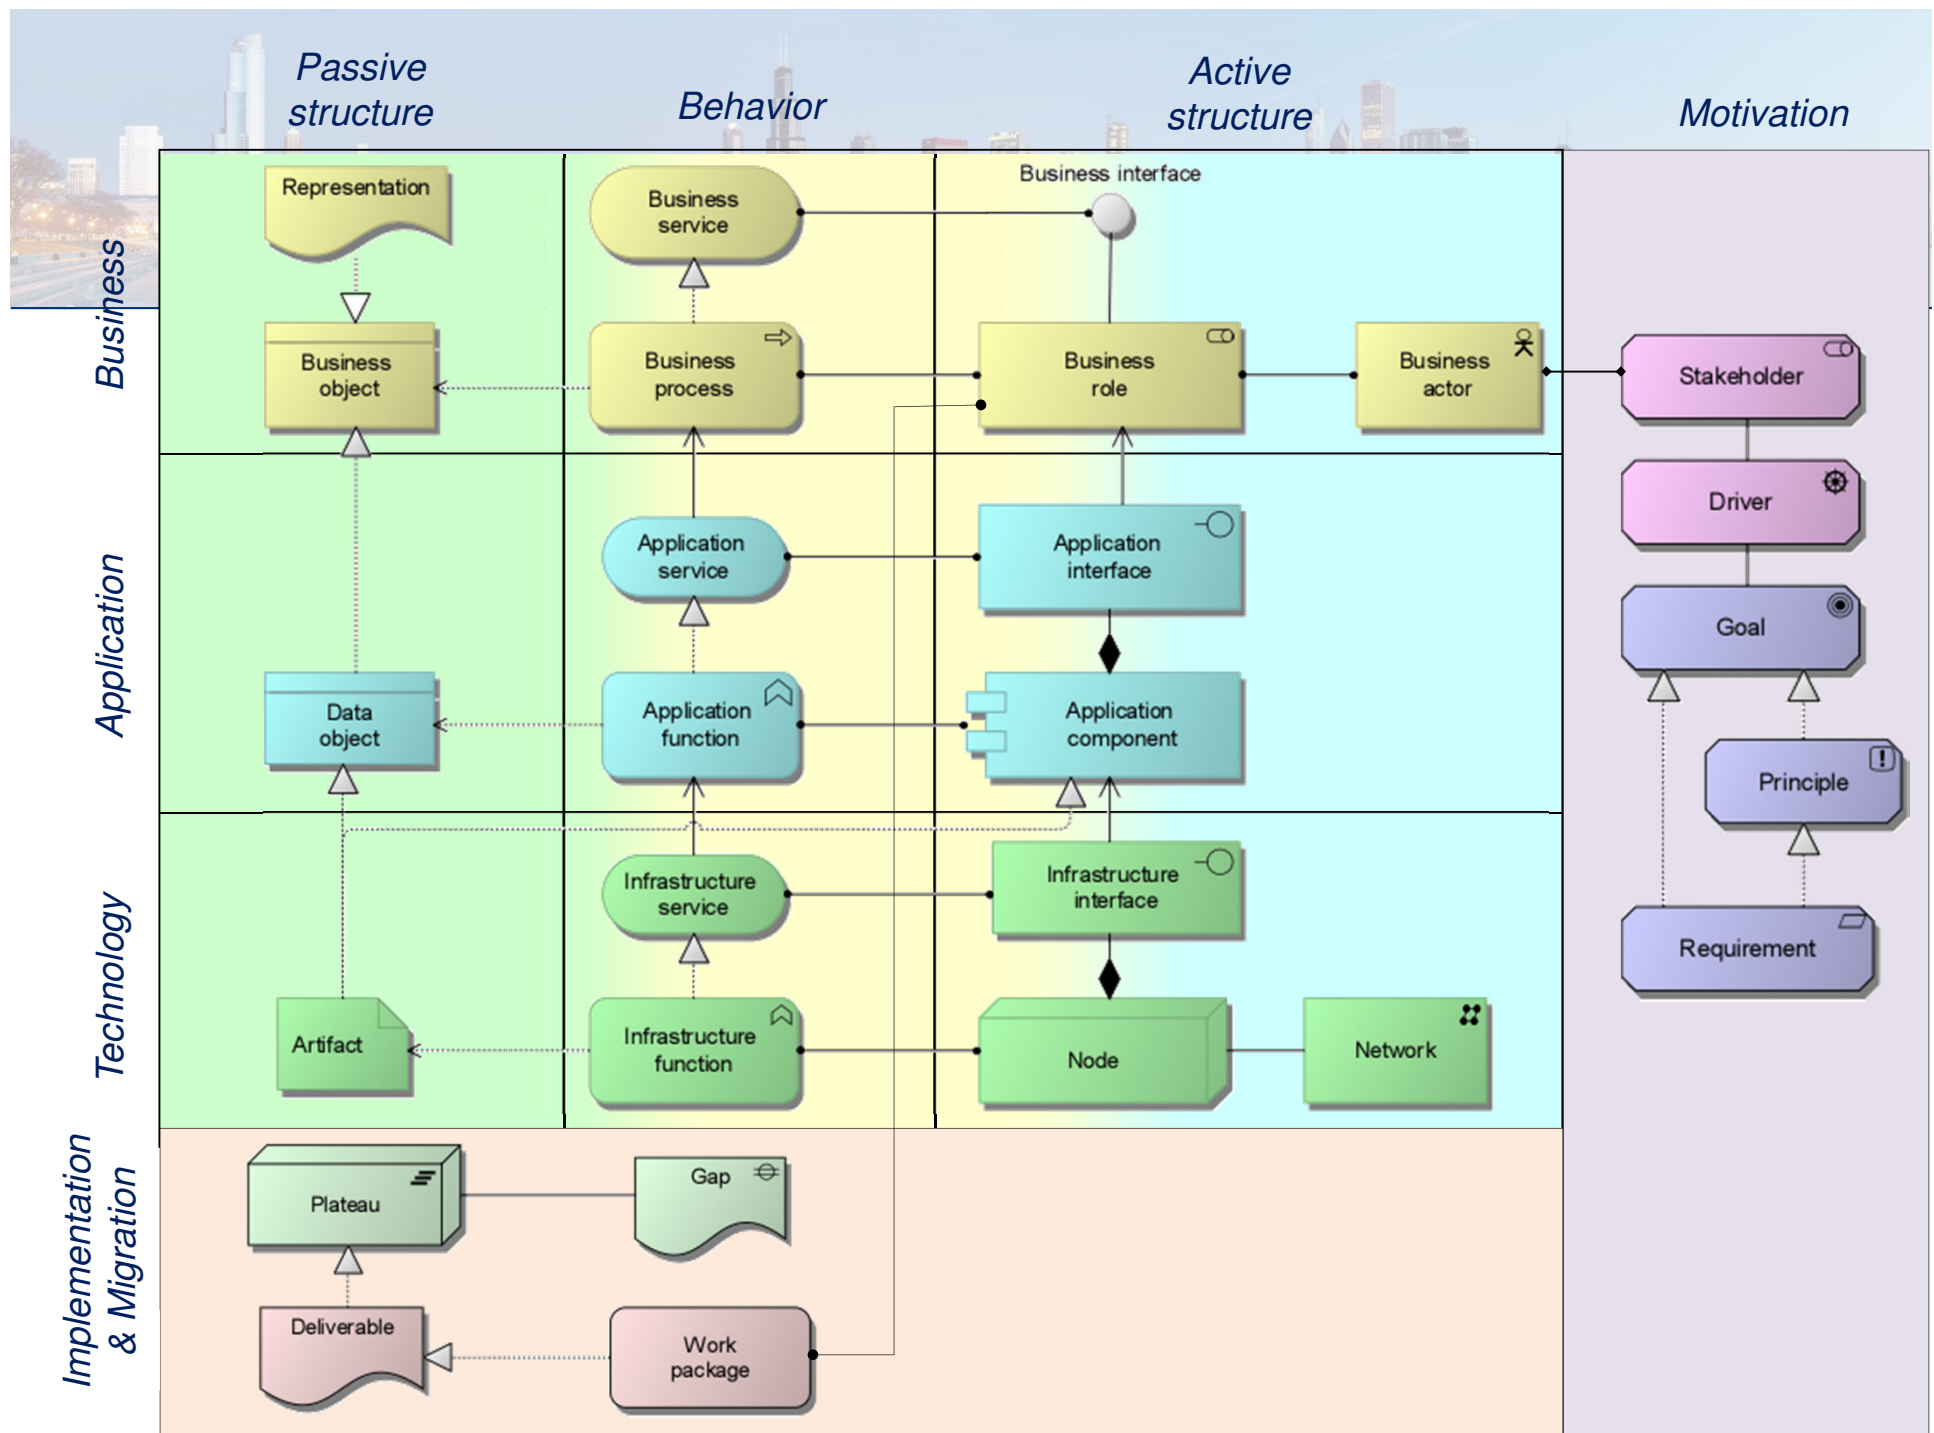 Passive
structure
Behavior
Active
structure
Motivation
Business
Representation
Business
service
Business interface
Business
object
Business
process
Business
role
Business
actor
Stakeholder
Driver
Application
Application
service
Application
interface
Goal
Data
object
Application
function
Application
component
Principle
!
Technology
Infrastructure
service
Infrastructure
interface
Requirement
Artifact
Infrastructure
function
Node
Network
Implementation
& Migration
Plateau
Gap
Deliverable
Work
package